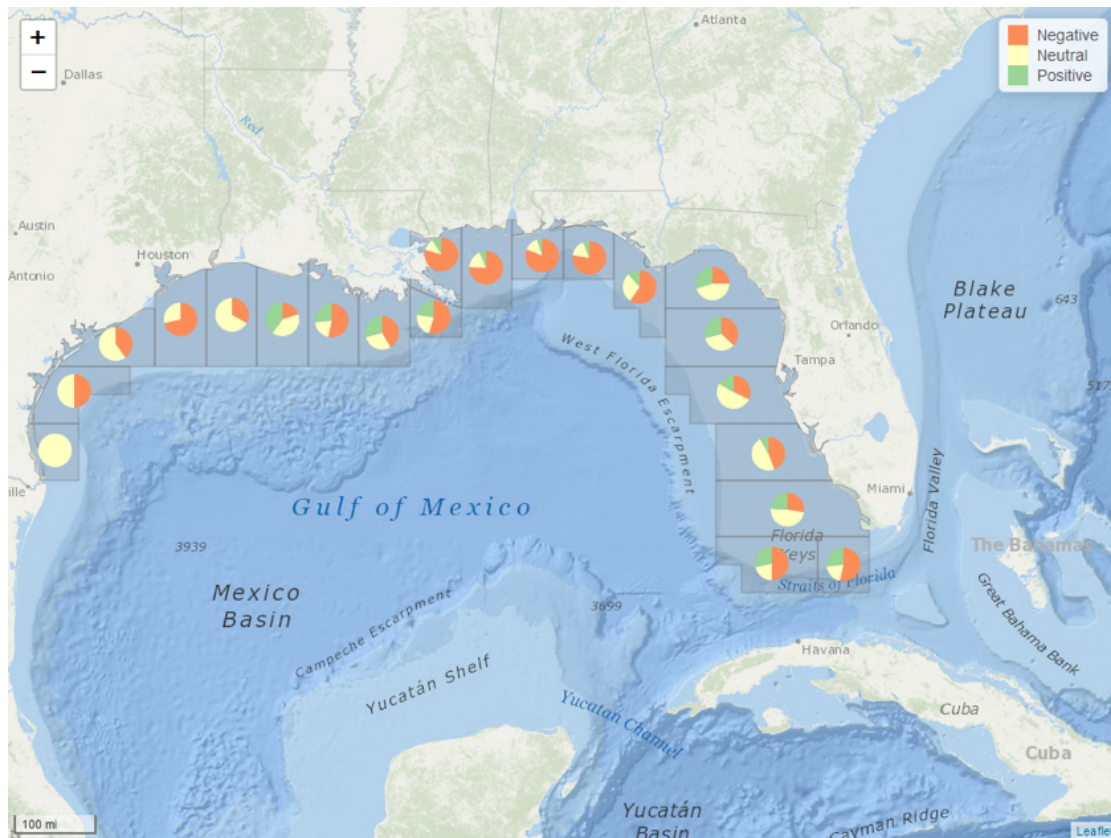 +
−
Negative
Neutral
Positive
Atlanta
Dallas
Red
Austin
Houston
Antonio
Blake
Plateau
643
Orlando
Tampa
West Florida Escarpment
517
ille
Miami
Florida Valley
Gulf of Mexico
Florida
Keys
The Bahamas
3939
Straits of Florida
Mexico
Basin
Campeche Escarpment
3699
Great Bahama Bank
Havana
Yucatán Shelf
Yucatan Channel
Cuba
Cuba
100 mi
Yucatán
Basin
Cayman Ridge
Leafle